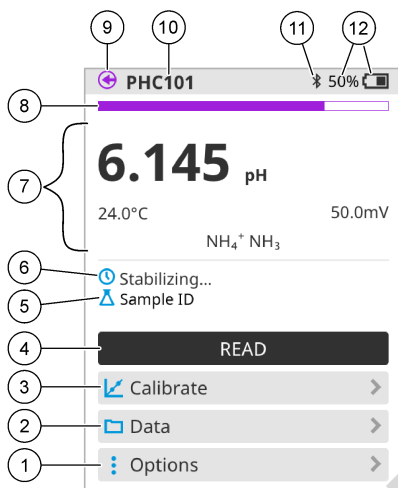 9 10 11 12
PHC101 50%
8
7
6.145 pH
24.0°C 50.0mV
NH₄⁺ NH₃
6 Stabilizing...
5 Sample ID
4 READ
3 Calibrate
2 Data
1 Options